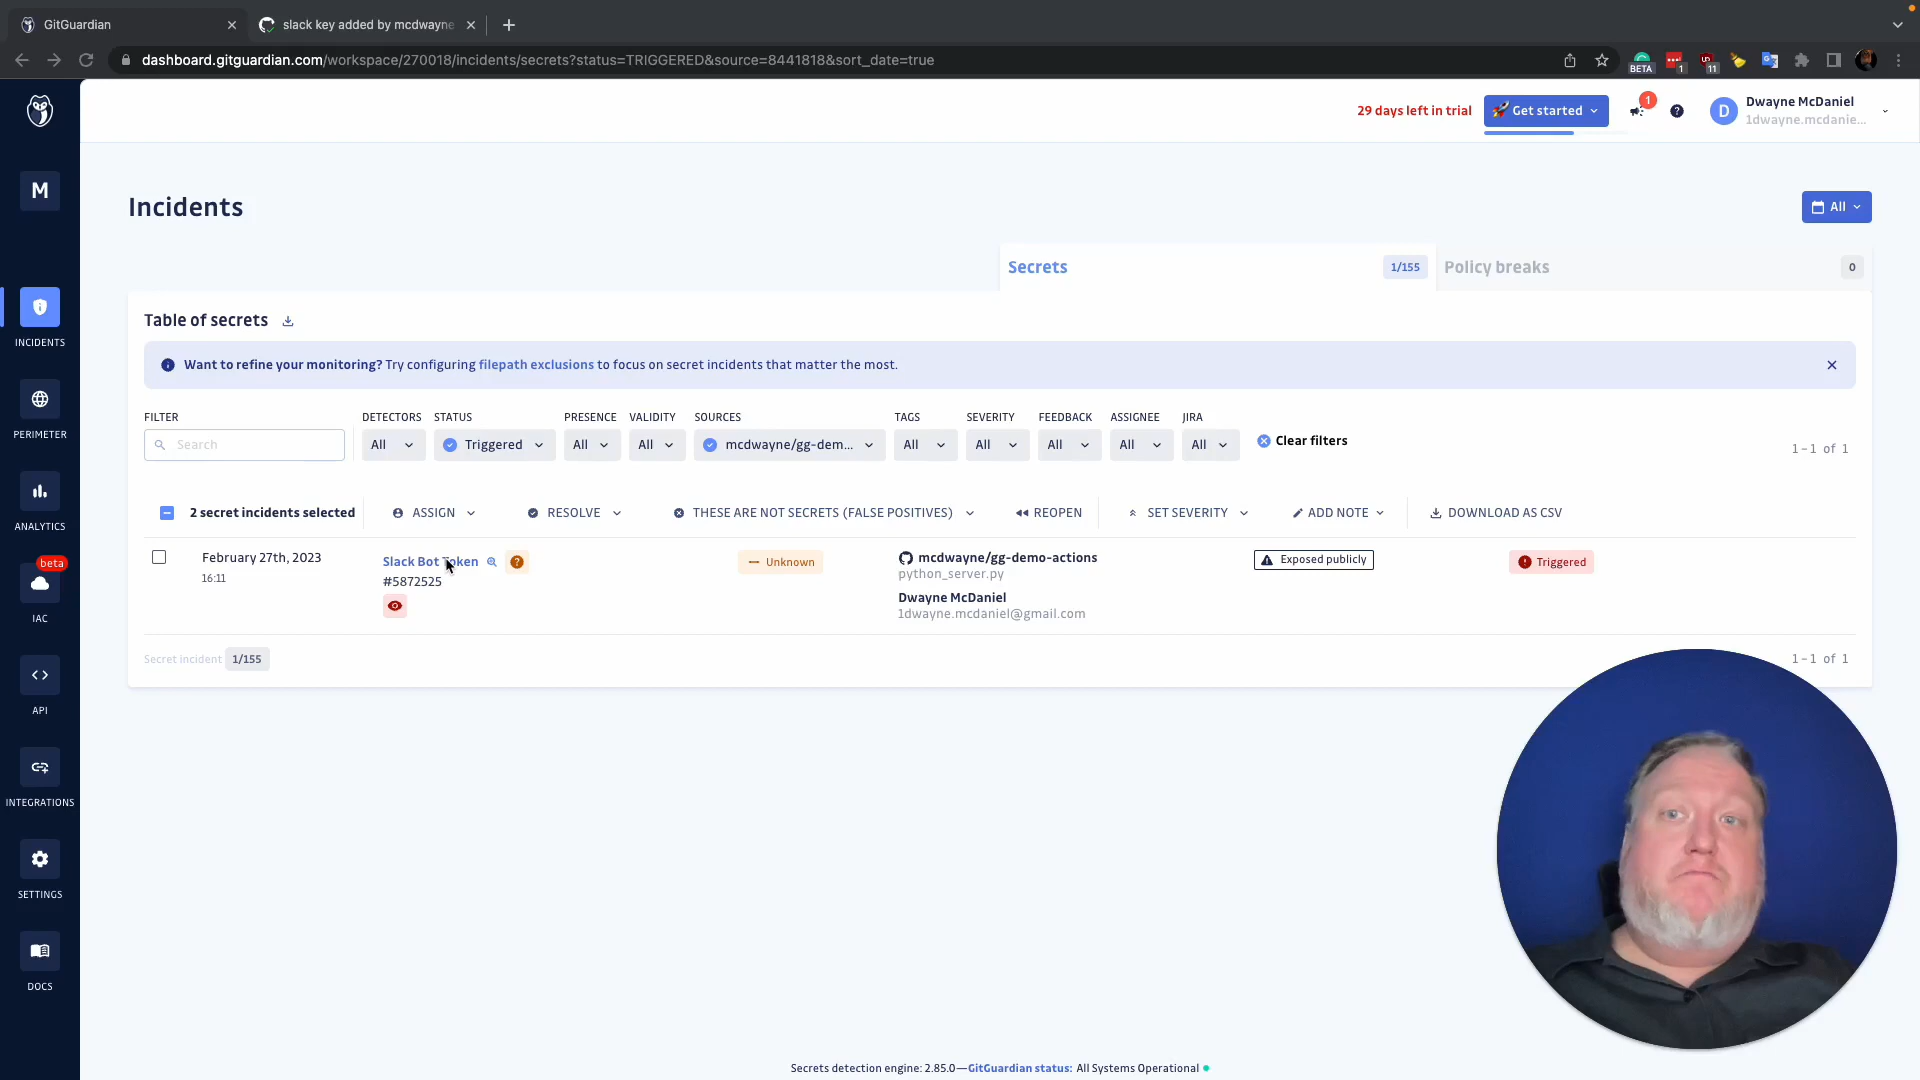 GitGuardian
slack key added by mcdwayne
dashboard.gitguardian.com/workspace/270018/incidents/secrets?status=TRIGGERED&source=8441818&sort_date=true
BETA
1
11
29 days left in trial
Get started
1
?
D
Dwayne McDaniel
1dwayne.mcdanie...
M
INCIDENTS
PERIMETER
ANALYTICS
beta
IAC
API
INTEGRATIONS
SETTINGS
DOCS
Incidents
All
Secrets
1/155
Policy breaks
0
Table of secrets
Want to refine your monitoring? Try configuring filepath exclusions to focus on secret incidents that matter the most.
FILTER DETECTORS STATUS PRESENCE VALIDITY SOURCES TAGS SEVERITY FEEDBACK ASSIGNEE JIRA
Search All Triggered All All mcdwayne/gg-dem... All All All All All Clear filters
1-1 of 1
2 secret incidents selected ASSIGN RESOLVE THESE ARE NOT SECRETS (FALSE POSITIVES) REOPEN SET SEVERITY ADD NOTE DOWNLOAD AS CSV
February 27th, 2023
16:11
Slack Bot Token
?
#5872525
Unknown
mcdwayne/gg-demo-actions
python_server.py
Dwayne McDaniel
1dwayne.mcdaniel@gmail.com
Exposed publicly
Triggered
Secret incident 1/155
1-1 of 1
Secrets detection engine: 2.85.0—GitGuardian status: All Systems Operational